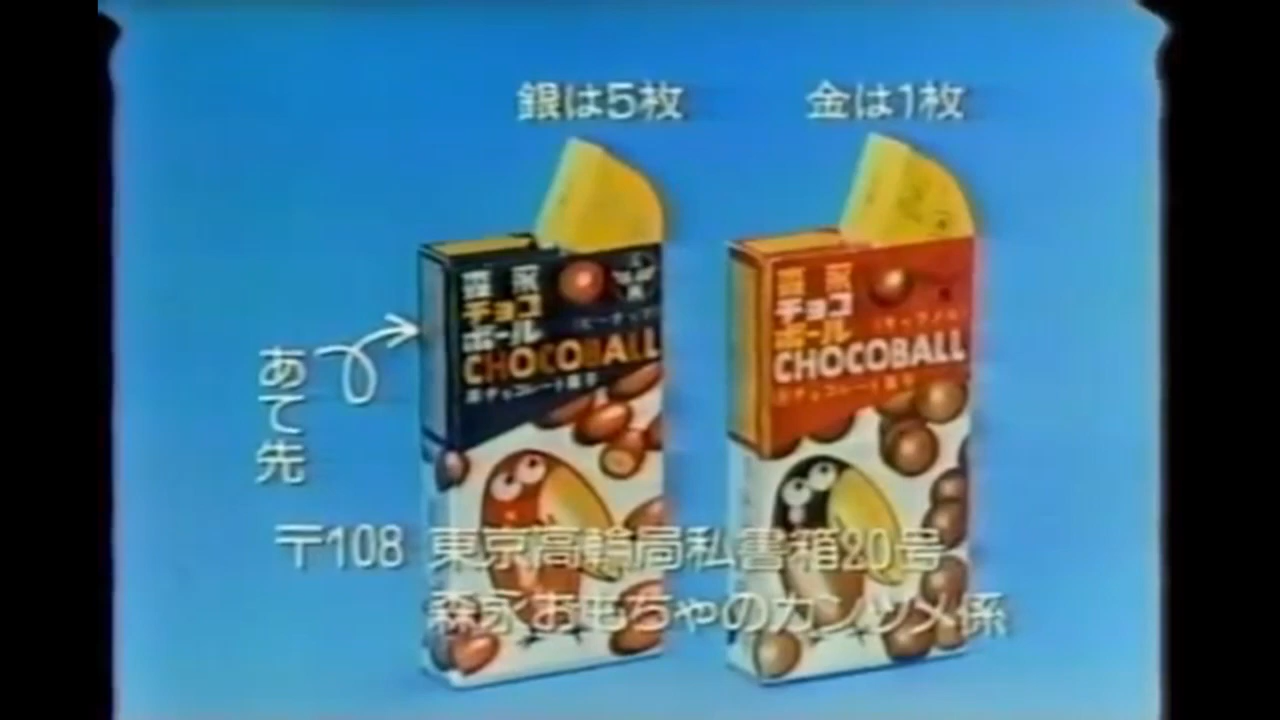 銀は5枚
金は1枚
森永
チョコ
ボール
CHOCOBALL
森永
チョコ
ボール
CHOCOBALL
あて先
〒108 東京高輪局私書箱20号
森永おもちゃのカンヅメ係